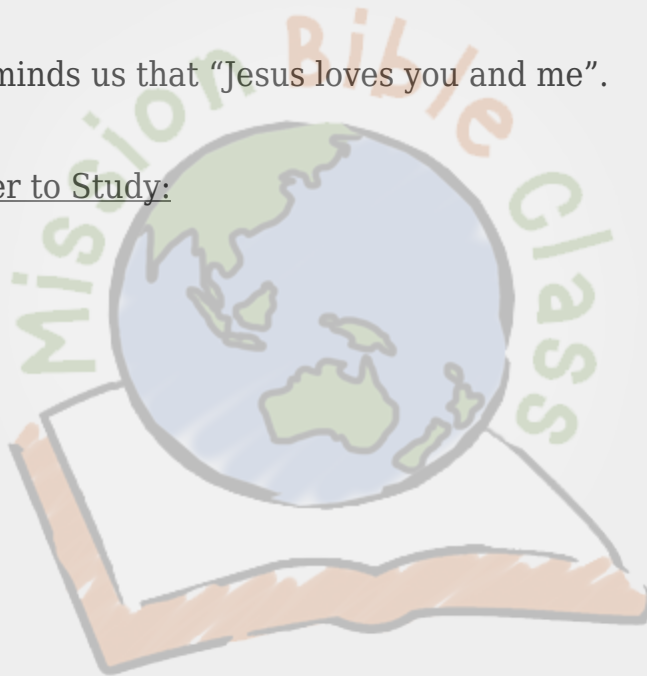 Mission Bible Class
minds us that “Jesus loves you and me”.
er to Study: